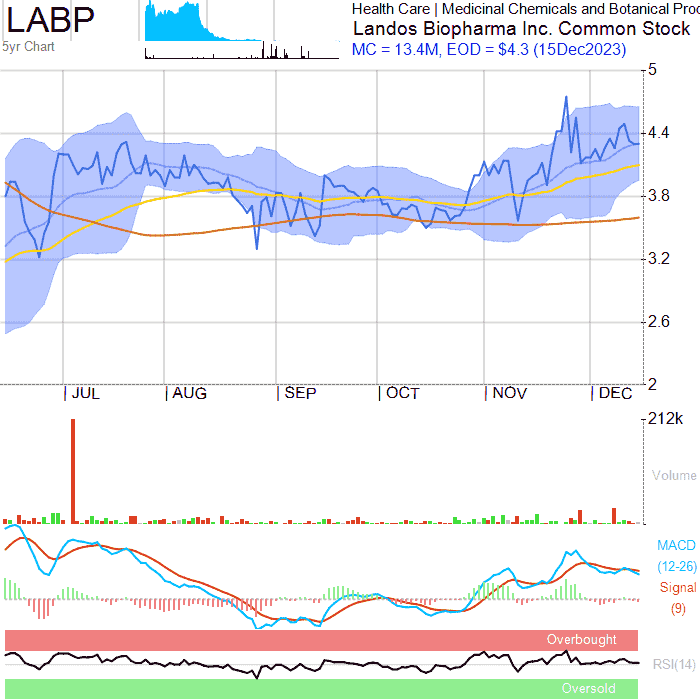 LABP
Health Care | Medicinal Chemicals and Botanical Proc
Landos Biopharma Inc. Common Stock
5yr Chart
MC = 13.4M, EOD = $4.3 (15Dec2023)
5
4.4
3.8
3.2
2.6
2
JUL AUG SEP OCT NOV DEC
212k
Volume
MACD
(12-26)
Signal
(9)
Overbought
RSI(14)
Oversold